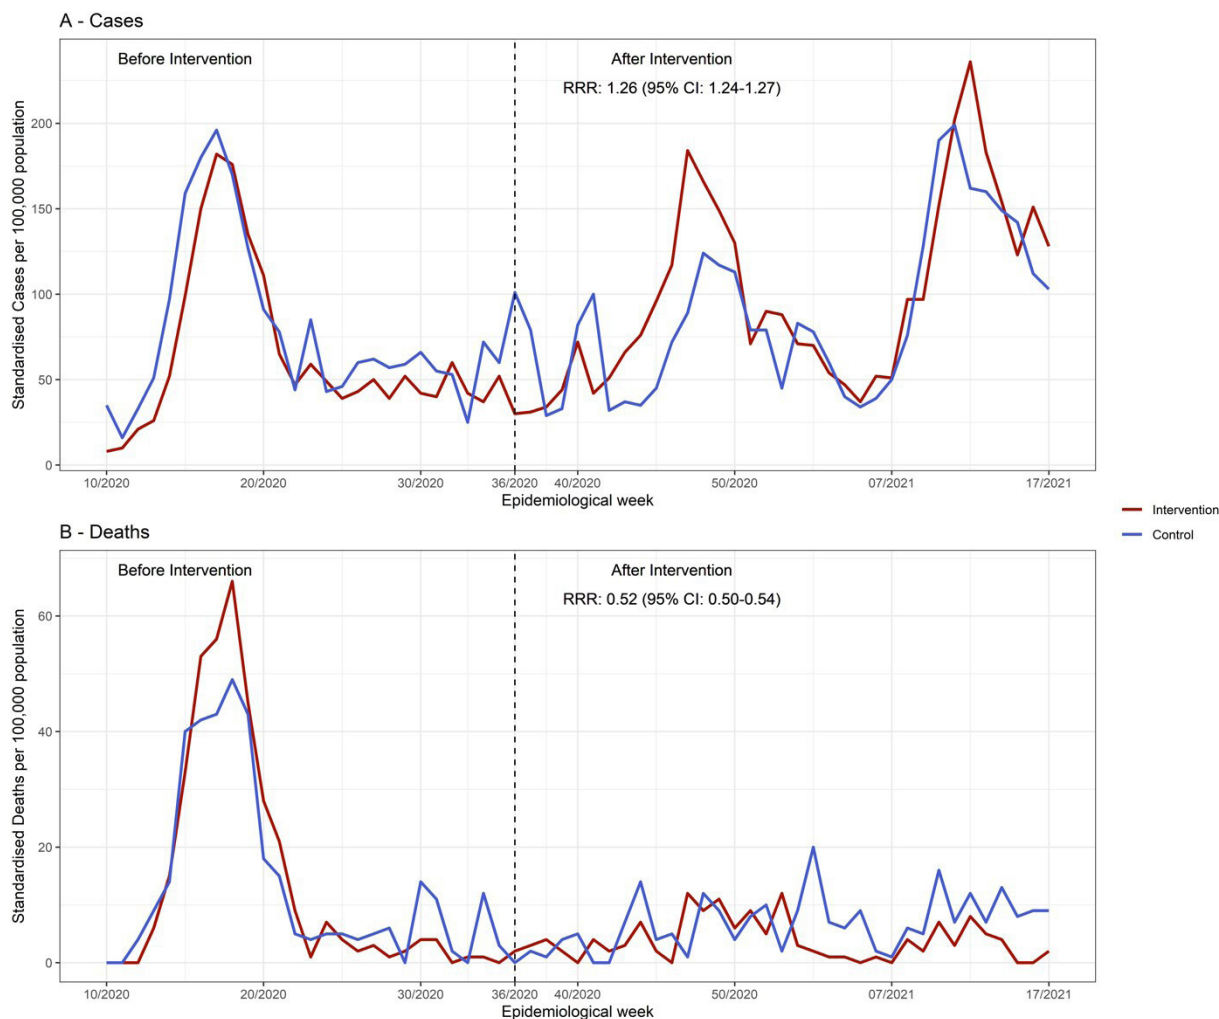 A - Cases
Before Intervention
After Intervention
RRR: 1.26 (95% CI: 1.24-1.27)
Standardised Cases per 100,000 population
200
150
100
50
0
10/2020
20/2020
30/2020
36/2020
40/2020
50/2020
07/2021
17/2021
Epidemiological week
Intervention
Control
B - Deaths
Before Intervention
After Intervention
RRR: 0.52 (95% CI: 0.50-0.54)
Standardised Deaths per 100,000 population
60
40
20
0
10/2020
20/2020
30/2020
36/2020
40/2020
50/2020
07/2021
17/2021
Epidemiological week